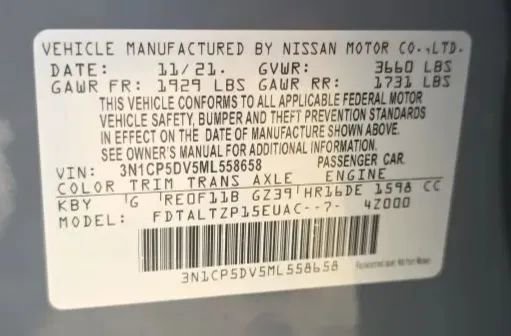 VEHICLE MANUFACTURED BY NISSAN MOTOR CO.,LTD.
DATE: 11/21. GVWR: 3660 LBS
GAWR FR: 1929 LBS GAWR RR: 1731 LBS
THIS VEHICLE CONFORMS TO ALL APPLICABLE FEDERAL MOTOR
VEHICLE SAFETY, BUMPER AND THEFT PREVENTION STANDARDS
IN EFFECT ON THE DATE OF MANUFACTURE SHOWN ABOVE.
SEE OWNER'S MANUAL FOR ADDITIONAL INFORMATION.
VIN: 3N1CP5DV5ML558658 PASSENGER CAR
COLOR TRIM TRANS AXLE ENGINE
KBY G RE0F11B GZ39 HR16DE 1598 CC
MODEL: FDTALTZP15EUAC--7- 4Z000
3N1CP5DV5ML558658